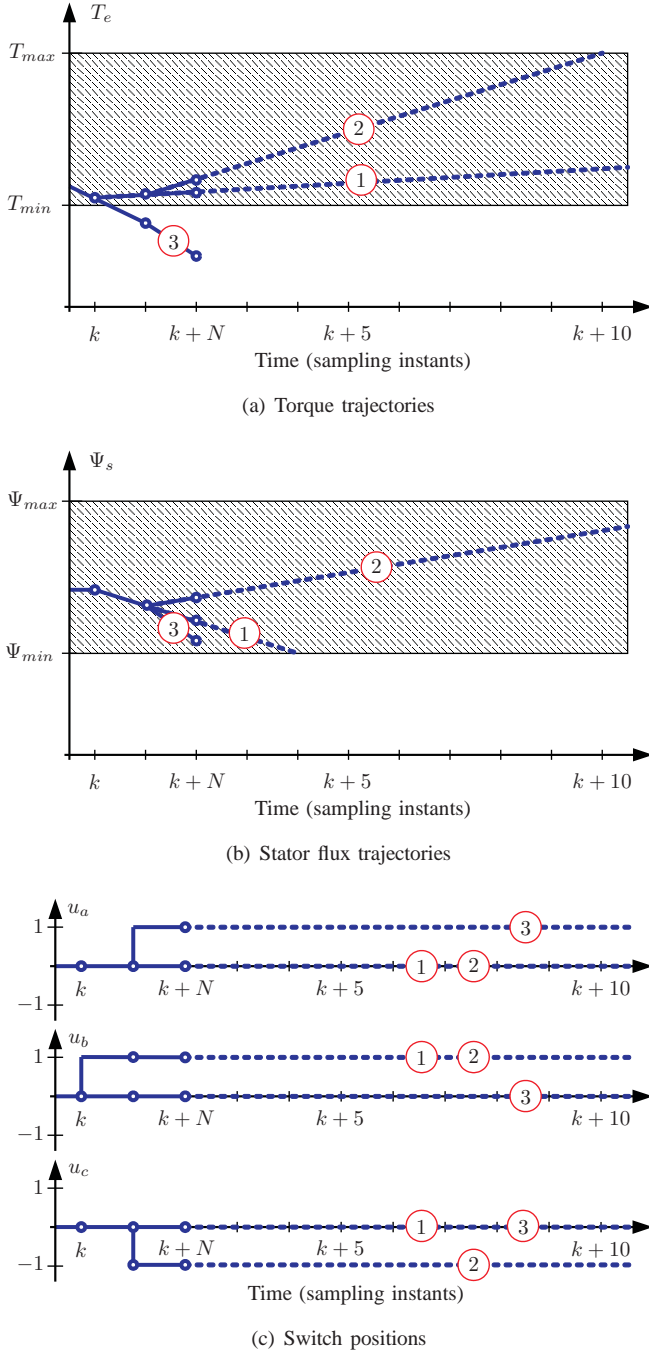 T_e
T_max
2
1
T_min
3
k k + N k + 5 k + 10
Time (sampling instants)
(a) Torque trajectories
Ψ_s
Ψ_max
2
3 1
Ψ_min
k k + N k + 5 k + 10
Time (sampling instants)
(b) Stator flux trajectories
u_a
1 3
1 2
k k + N k + 5 k + 10
−1
u_b
1 1 2
3
k k + N k + 5 k + 10
−1
u_c
1
1 3
k k + N k + 5 k + 10
−1 2
Time (sampling instants)
(c) Switch positions